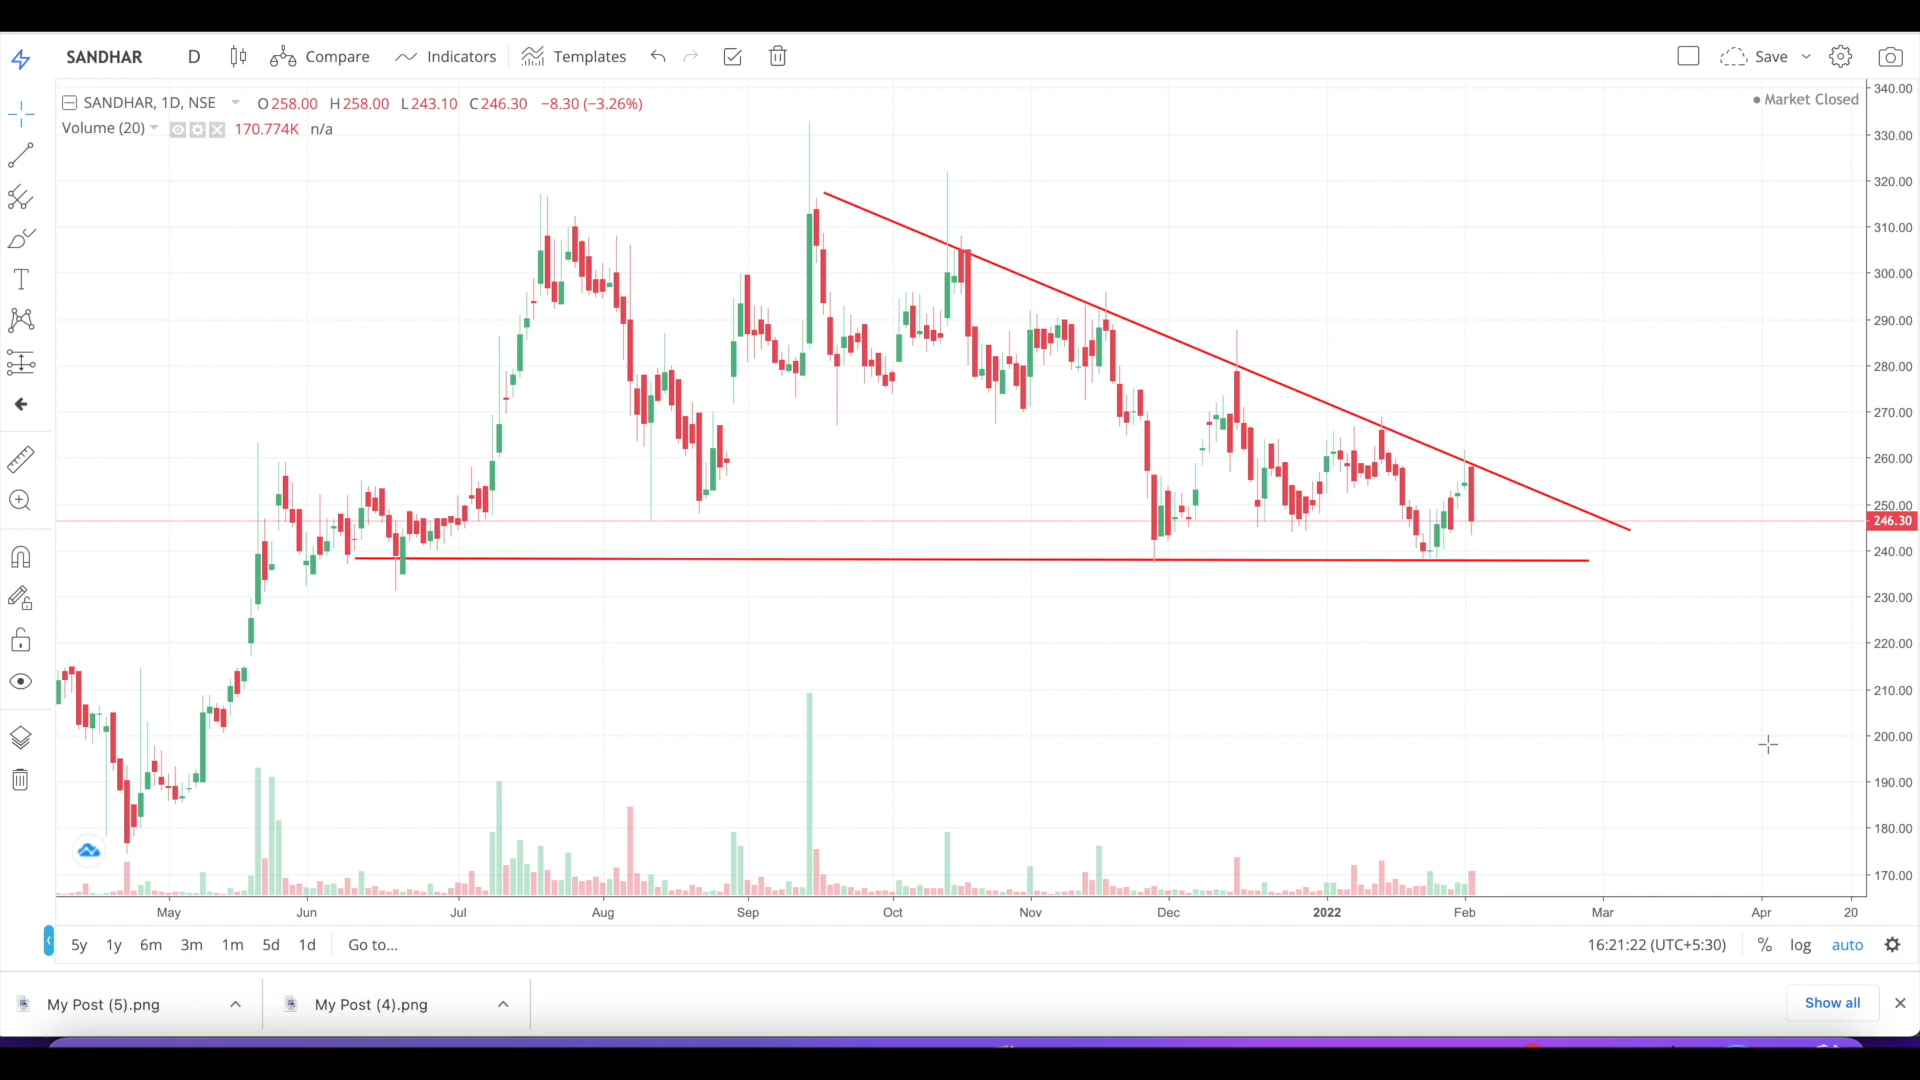 SANDHAR D Compare Indicators Templates Save
SANDHAR, 1D, NSE O258.00 H258.00 L243.10 C246.30 −8.30 (−3.26%)
Market Closed
Volume (20) 170.774K n/a
340.00
330.00
320.00
310.00
300.00
290.00
280.00
270.00
260.00
250.00
246.30
240.00
230.00
220.00
210.00
200.00
190.00
180.00
170.00
May Jun Jul Aug Sep Oct Nov Dec 2022 Feb Mar Apr 20
5y 1y 6m 3m 1m 5d 1d Go to... 16:21:22 (UTC+5:30) % log auto
My Post (5).png My Post (4).png Show all